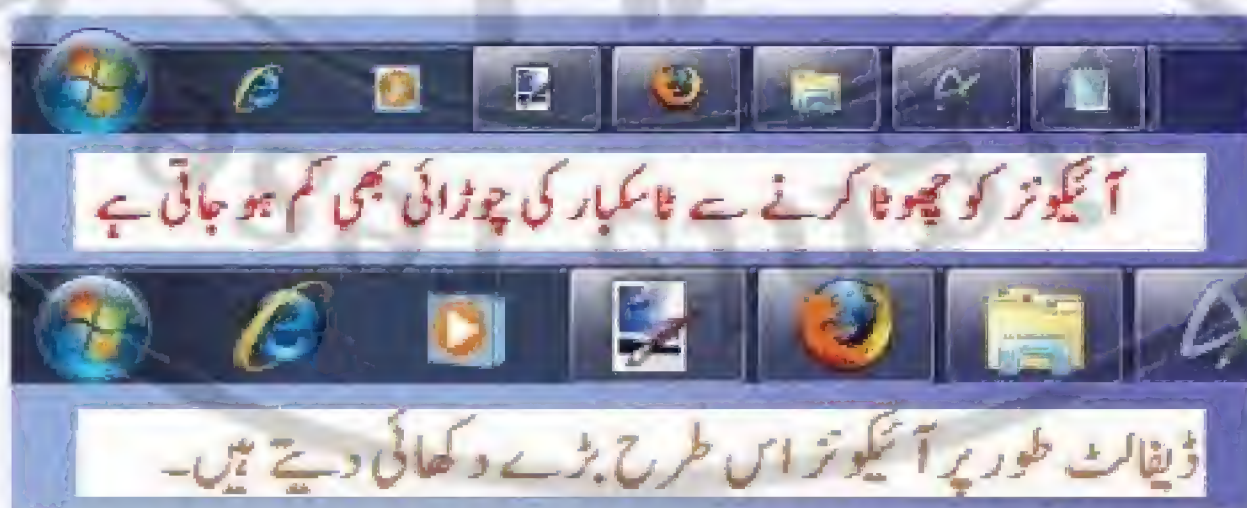 آئیکونز کو چھوٹا کرنے سے ٹاسکبار کی چوڑائی بھی کم ہو جاتی ہے
ڈیفالٹ طور پر آئیکونز اس طرح بڑے دکھائی دیتے ہیں۔